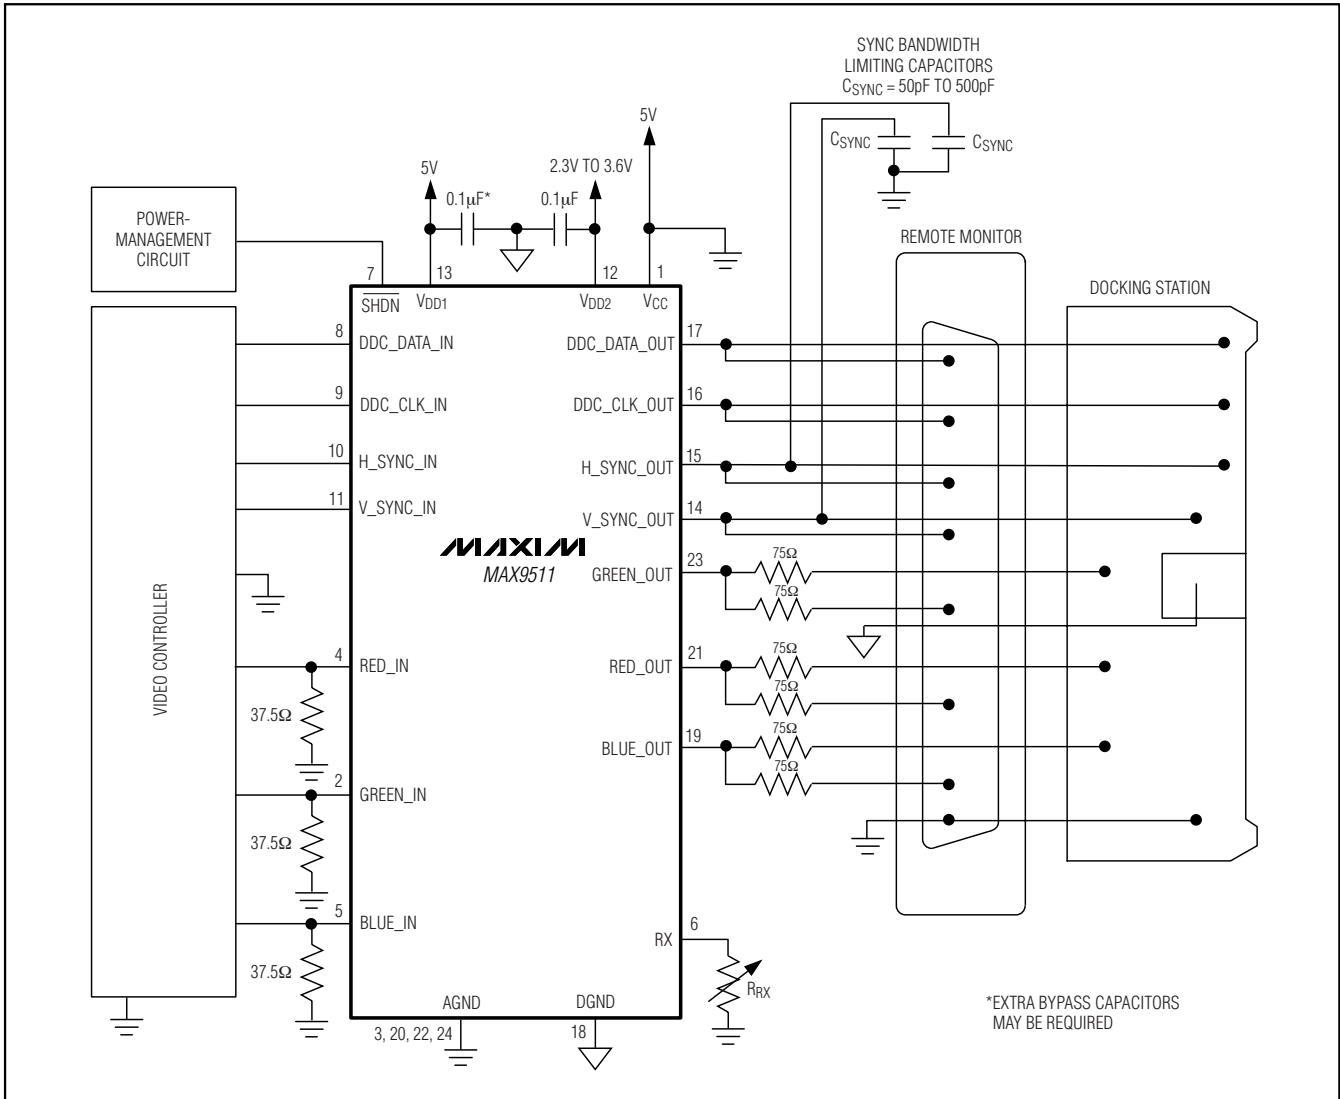 SYNC BANDWIDTH
LIMITING CAPACITORS
CSYNC = 50pF TO 500pF
5V
CSYNC
CSYNC
5V
2.3V TO 3.6V
0.1µF*
0.1µF
POWER-
MANAGEMENT
CIRCUIT
REMOTE MONITOR
DOCKING STATION
7
13
12
1
SHDN
VDD1
VDD2
VCC
8
DDC_DATA_IN
DDC_DATA_OUT
17
9
DDC_CLK_IN
DDC_CLK_OUT
16
10
H_SYNC_IN
H_SYNC_OUT
15
11
V_SYNC_IN
V_SYNC_OUT
14
MAXIM
MAX9511
GREEN_OUT
23
75Ω
75Ω
VIDEO CONTROLLER
4
RED_IN
RED_OUT
21
75Ω
75Ω
37.5Ω
BLUE_OUT
19
75Ω
75Ω
2
GREEN_IN
37.5Ω
5
BLUE_IN
37.5Ω
RX
6
RRX
AGND
DGND
3, 20, 22, 24
18
*EXTRA BYPASS CAPACITORS
MAY BE REQUIRED